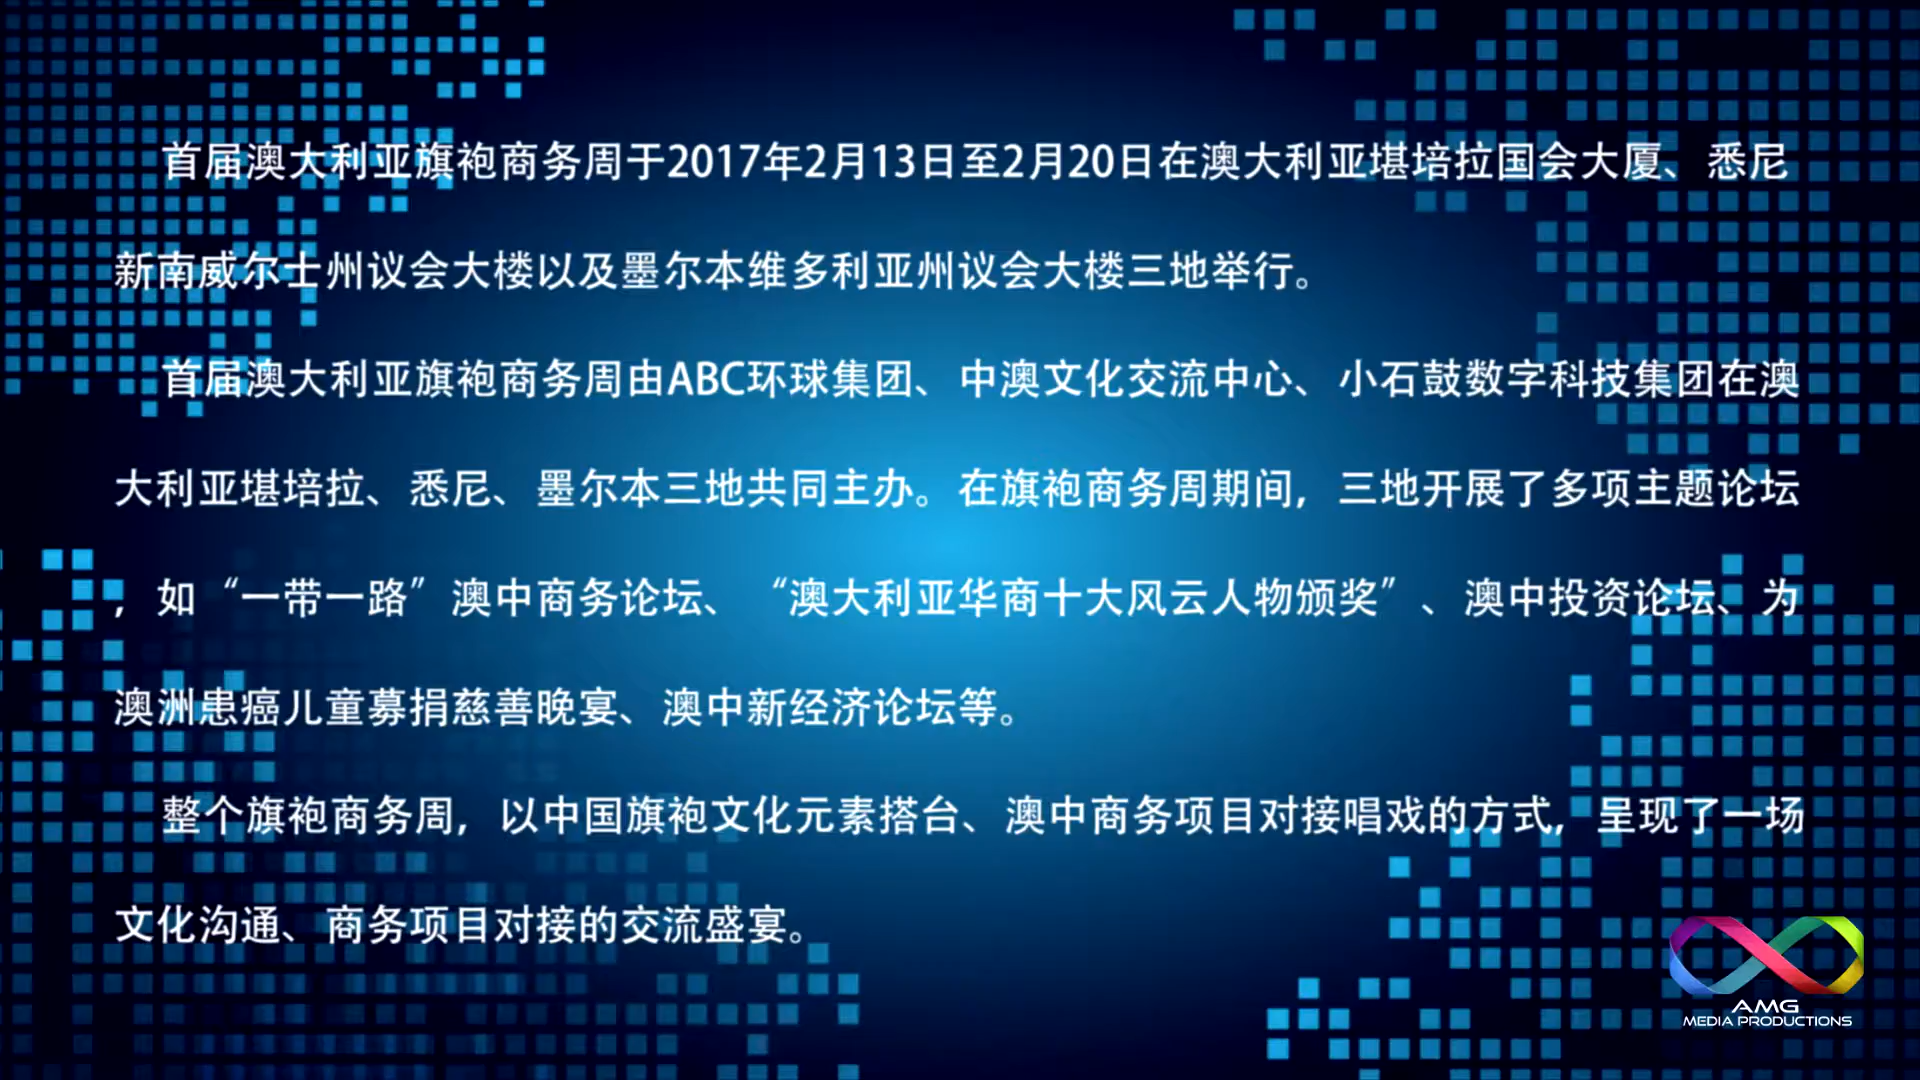 首届澳大利亚旗袍商务周于2017年2月13日至2月20日在澳大利亚堪培拉国会大厦、悉尼
新南威尔士州议会大楼以及墨尔本维多利亚州议会大楼三地举行。
首届澳大利亚旗袍商务周由ABC环球集团、中澳文化交流中心、小石鼓数字科技集团在澳
大利亚堪培拉、悉尼、墨尔本三地共同主办。在旗袍商务周期间，三地开展了多项主题论坛
，如“一带一路”澳中商务论坛、“澳大利亚华商十大风云人物颁奖”、澳中投资论坛、为
澳洲患癌儿童募捐慈善晚宴、澳中新经济论坛等。
整个旗袍商务周，以中国旗袍文化元素搭台、澳中商务项目对接唱戏的方式，呈现了一场
文化沟通、商务项目对接的交流盛宴。
AMG
MEDIA PRODUCTIONS